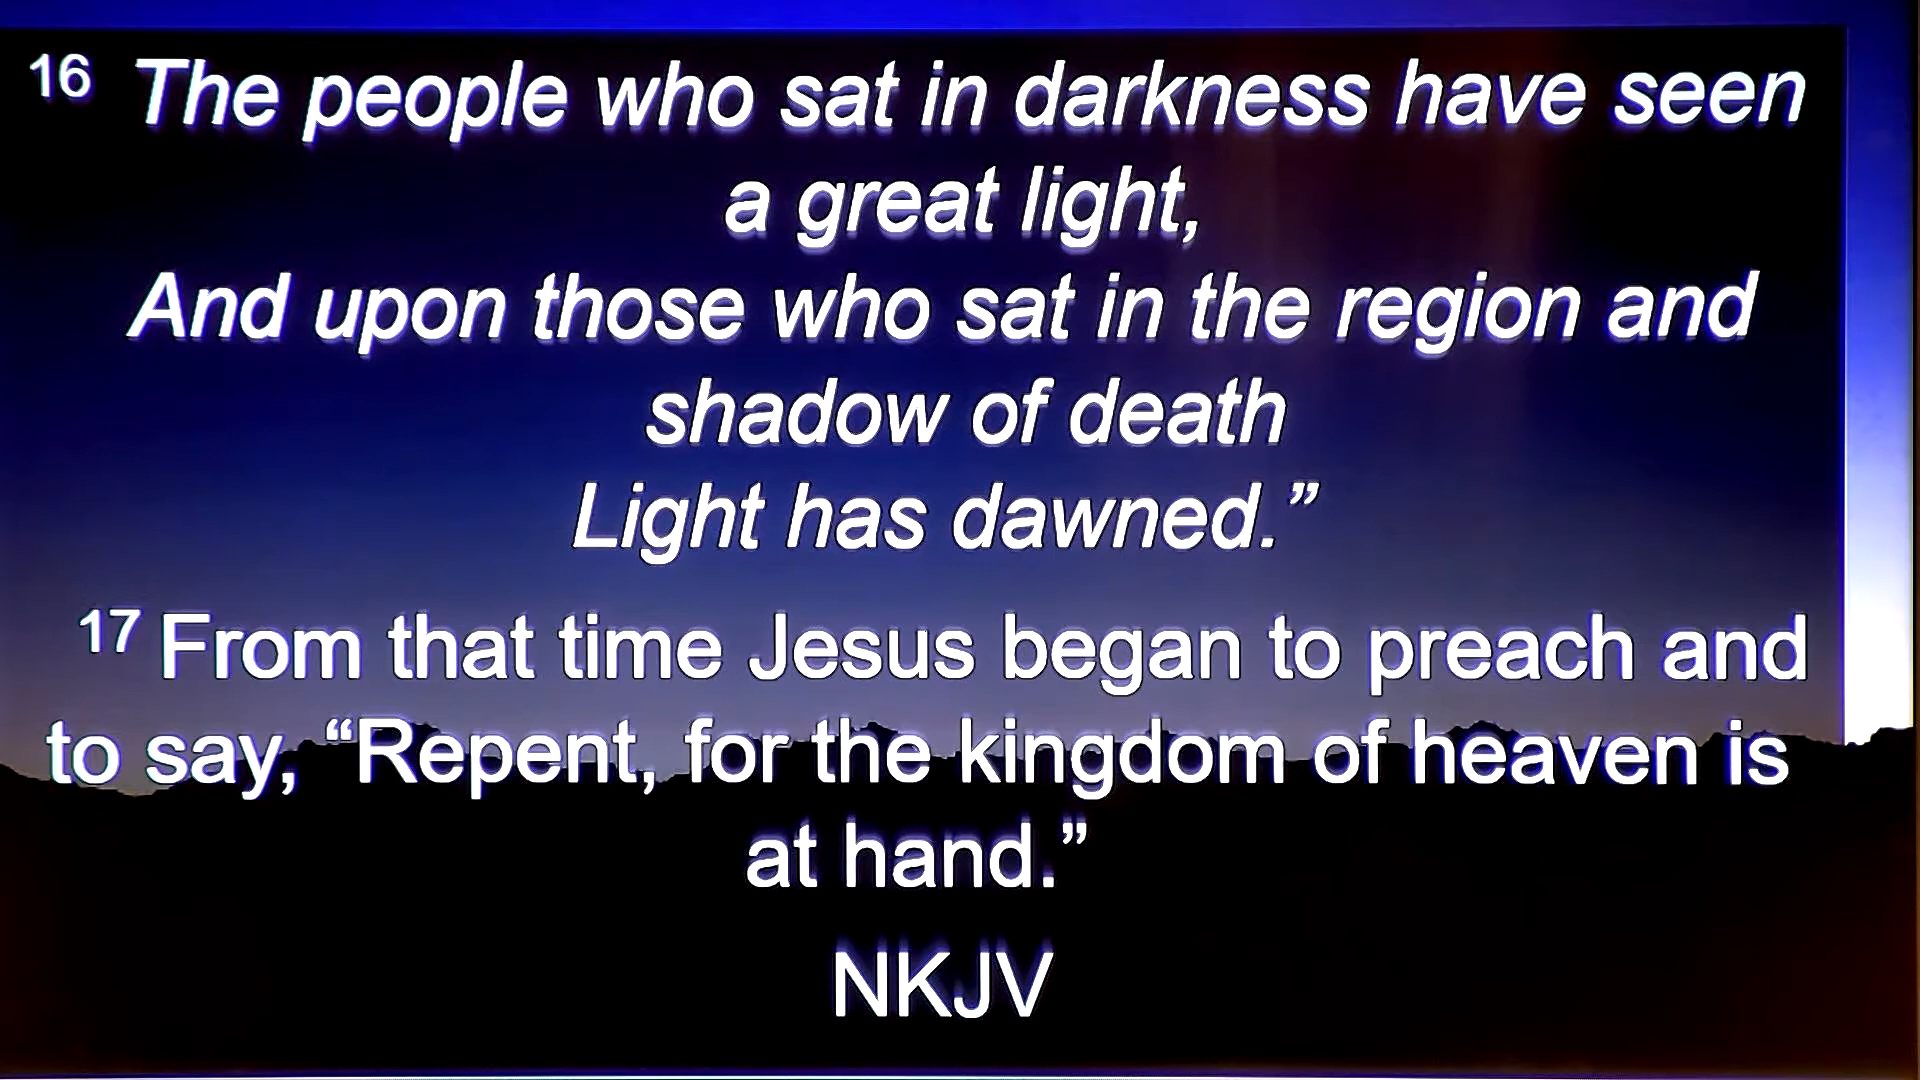 16 The people who sat in darkness have seen
a great light,
And upon those who sat in the region and
shadow of death
Light has dawned.”
17 From that time Jesus began to preach and
to say, “Repent, for the kingdom of heaven is
at hand.”
NKJV